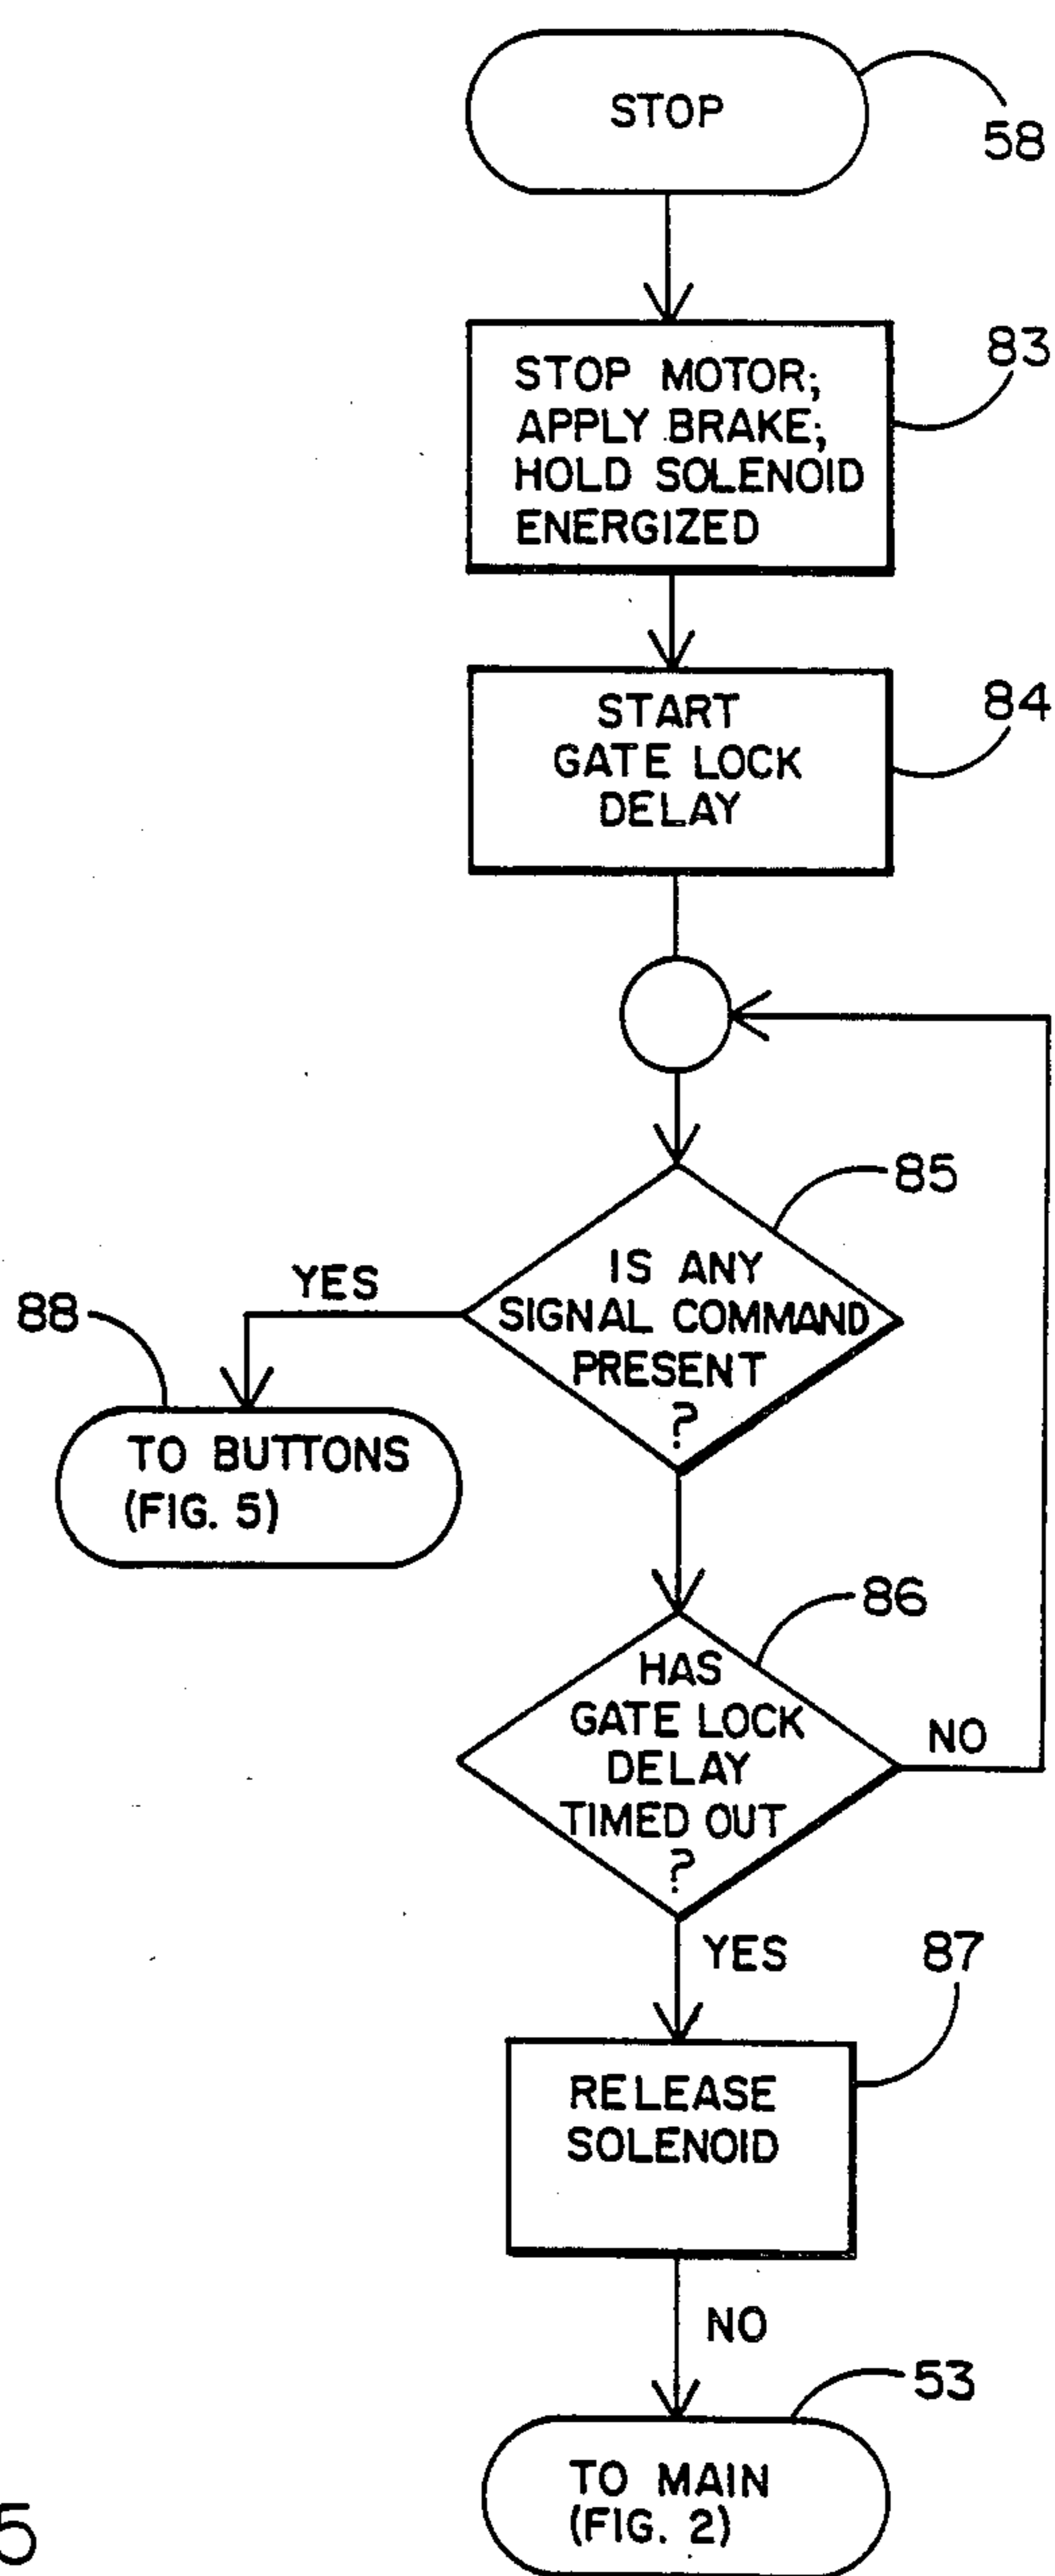 STOP
58
STOP MOTOR;
APPLY BRAKE;
HOLD SOLENOID
ENERGIZED
83
START
GATE LOCK
DELAY
84
85
IS ANY
SIGNAL COMMAND
PRESENT
?
YES
88
TO BUTTONS
(FIG. 5)
86
HAS
GATE LOCK
DELAY
TIMED OUT
?
NO
YES
87
RELEASE
SOLENOID
NO
53
TO MAIN
(FIG. 2)
5